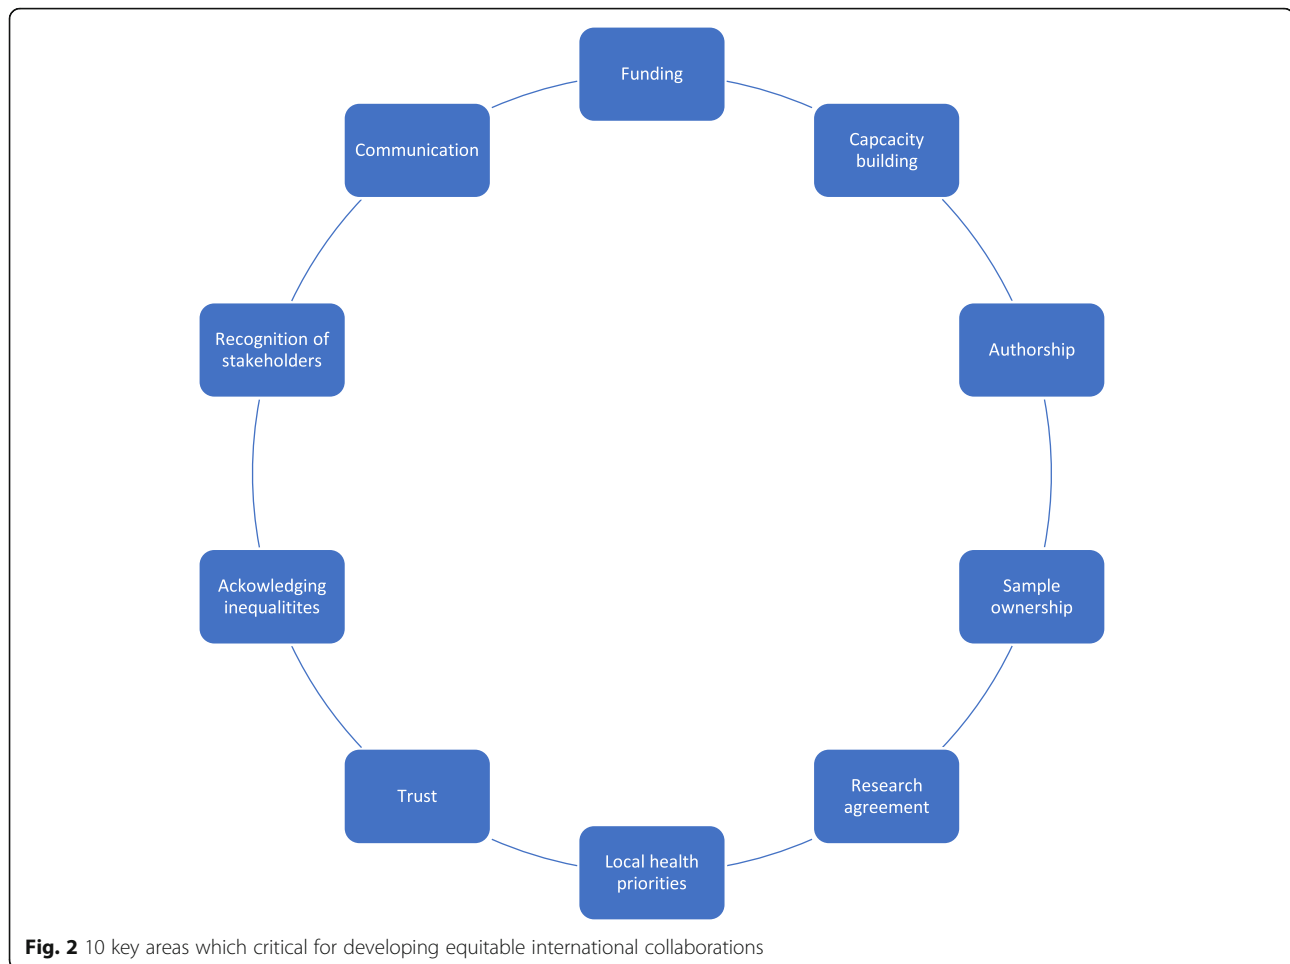 Funding
Capcacity
building
Authorship
Sample
ownership
Research
agreement
Local health
priorities
Trust
Ackowledging
inequalitites
Recognition of
stakeholders
Communication
Fig. 2 10 key areas which critical for developing equitable international collaborations